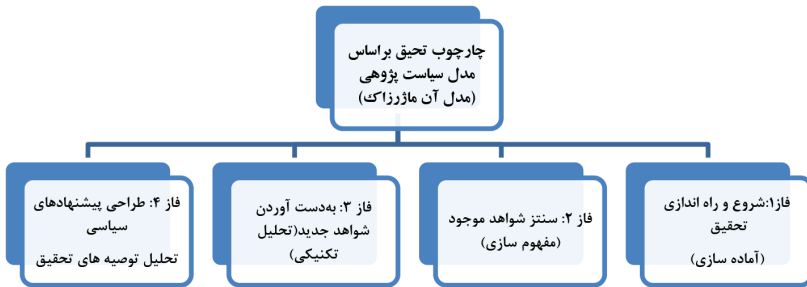 چارچوب تحیق براساس
مدل سیاست پژوهی
(مدل آن ماژرزاک)
فاز۱:شروع و راه اندازی
تحقیق
(آماده سازی)
فاز ۲: سنتز شواهد موجود
(مفهوم سازی)
فاز ۳: به‌دست آوردن
شواهد جدید(تحلیل
تکنیکی)
فاز ۴: طراحی پیشنهادهای
سیاسی
تحلیل توصیه های تحقیق